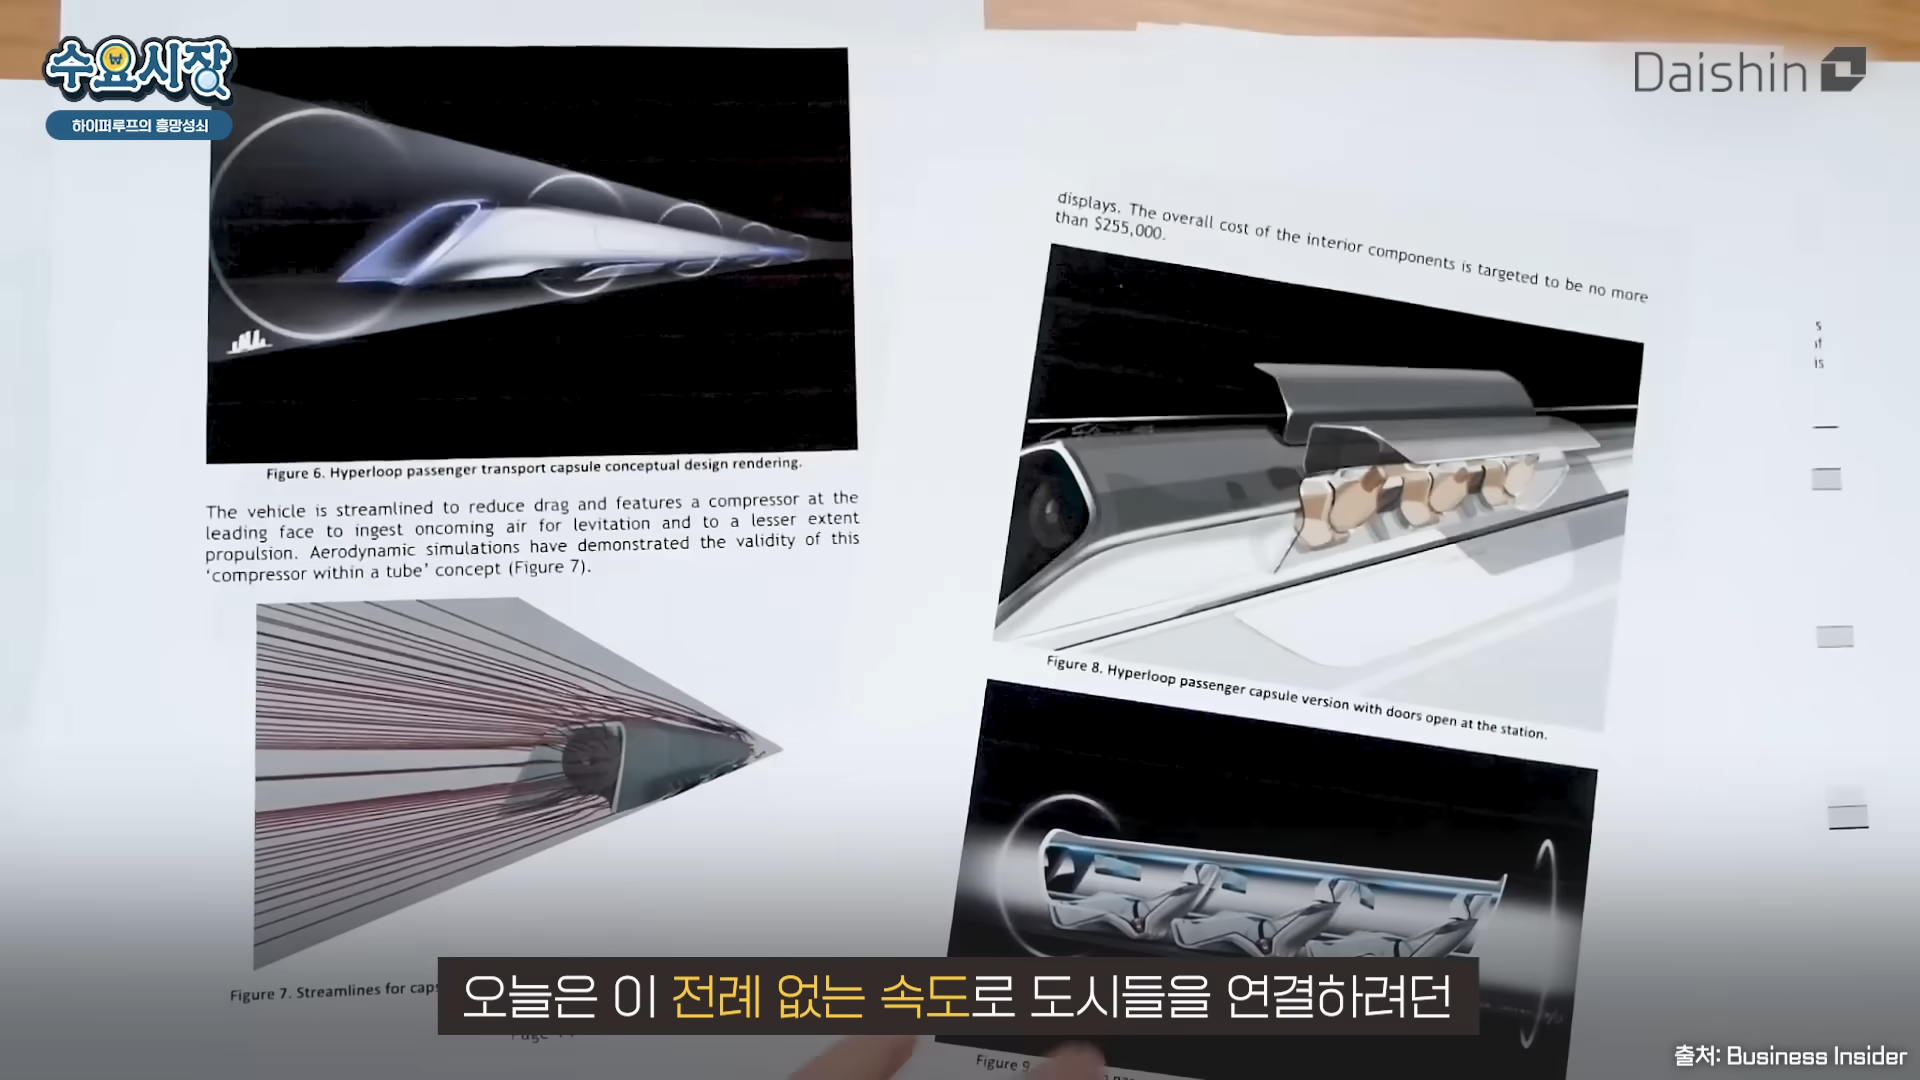 수요시장
하이퍼루프의 흥망성쇠
Daishin
Figure 6. Hyperloop passenger transport capsule conceptual design rendering.
The vehicle is streamlined to reduce drag and features a compressor at the
leading face to ingest oncoming air for levitation and to a lesser extent
propulsion. Aerodynamic simulations have demonstrated the validity of this
‘compressor within a tube’ concept (Figure 7).
Figure 7. Streamlines for caps
displays. The overall cost of the interior components is targeted to be no more
than $255,000.
Figure 8. Hyperloop passenger capsule version with doors open at the station.
Figure 9
s
is
오늘은 이 전례 없는 속도로 도시들을 연결하려던
출처: Business Insider